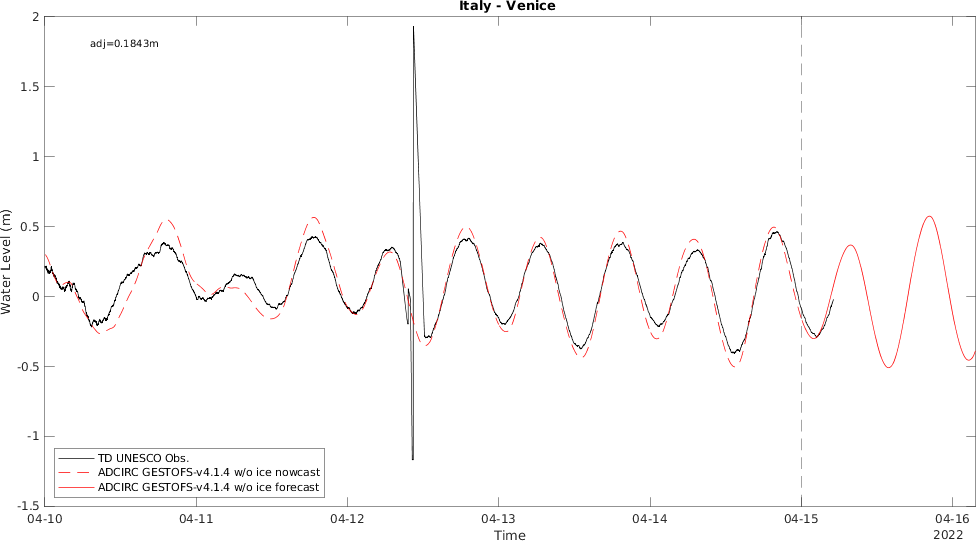 Italy - Venice
adj=0.1843m
Water Level (m)
2
1.5
1
0.5
0
-0.5
-1
-1.5
TD UNESCO Obs.
ADCIRC GESTOFS-v4.1.4 w/o ice nowcast
ADCIRC GESTOFS-v4.1.4 w/o ice forecast
04-10 04-11 04-12 04-13 04-14 04-15 04-16
Time
2022